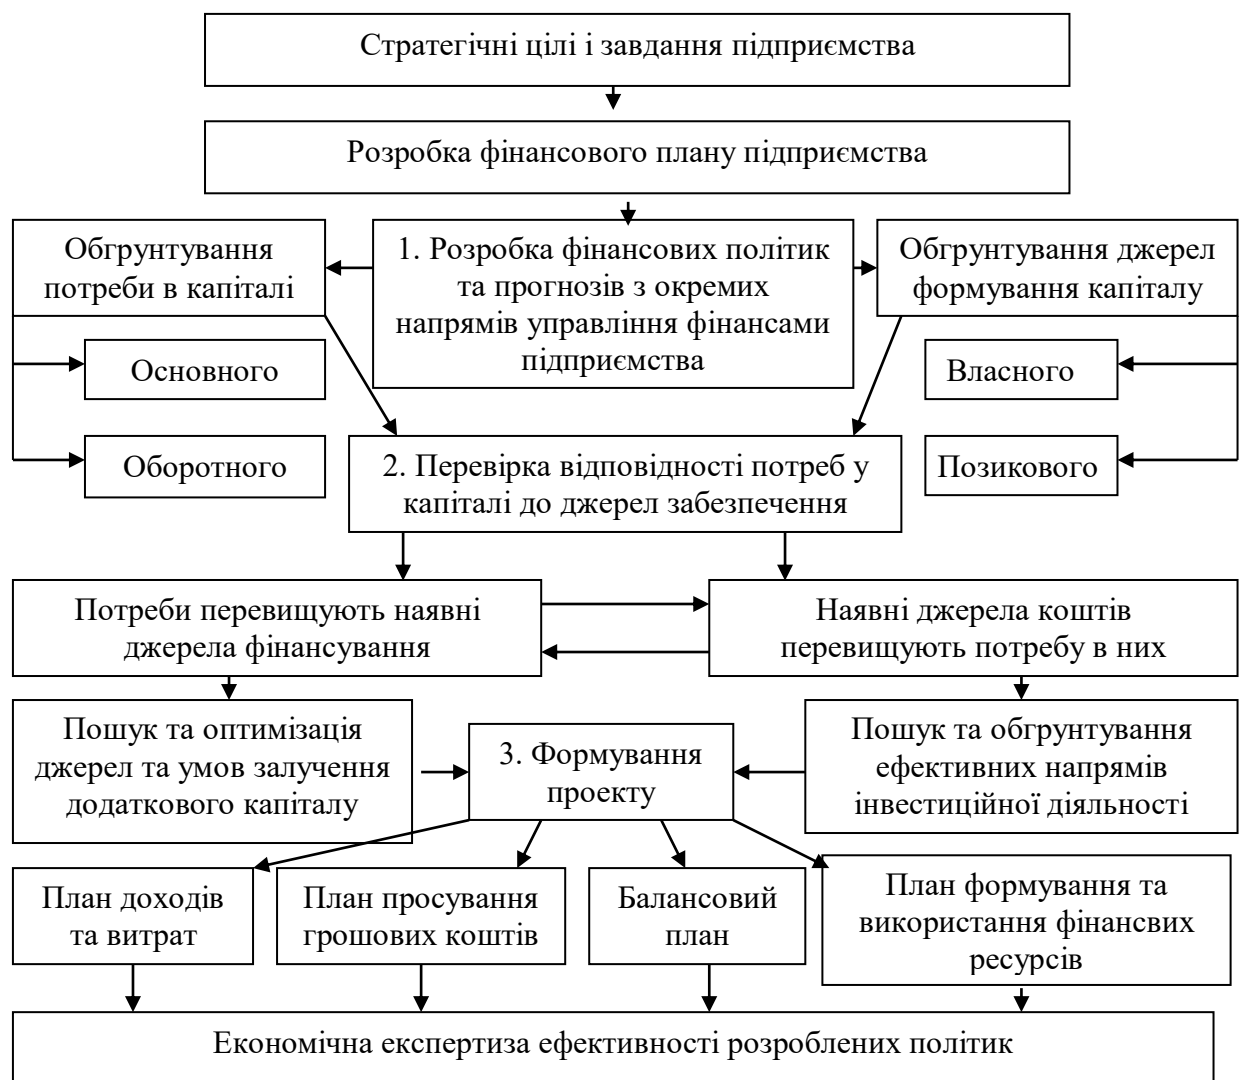 Стратегічні цілі і завдання підприємства
Розробка фінансового плану підприємства
Обгрунтування
потреби в капіталі
1. Розробка фінансових політик
та прогнозів з окремих
напрямів управління фінансами
підприємства
Обгрунтування джерел
формування капіталу
Основного
Власного
Оборотного
2. Перевірка відповідності потреб у
капіталі до джерел забезпечення
Позикового
Потреби перевищують наявні
джерела фінансування
Наявні джерела коштів
перевищують потребу в них
Пошук та оптимізація
джерел та умов залучення
додаткового капіталу
3. Формування
проекту
Пошук та обгрунтування
ефективних напрямів
інвестиційної діяльності
План доходів
та витрат
План просування
грошових коштів
Балансовий
план
План формування та
використання фінансвих
ресурсів
Економічна експертиза ефективності розроблених політик